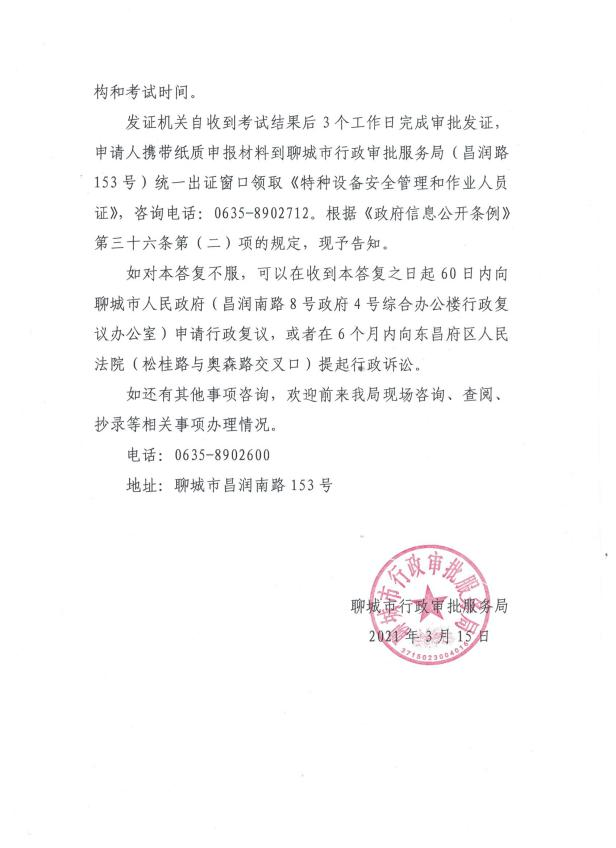 构和考试时间。
发证机关自收到考试结果后 3 个工作日完成审批发证，
申请人携带纸质申报材料到聊城市行政审批服务局（昌润路
153 号）统一出证窗口领取《特种设备安全管理和作业人员
证》，咨询电话：0635-8902712。根据《政府信息公开条例》
第三十六条第（二）项的规定，现予告知。
如对本答复不服，可以在收到本答复之日起 60 日内向
聊城市人民政府（昌润南路 8 号政府 4 号综合办公楼行政复
议办公室）申请行政复议，或者在 6 个月内向东昌府区人民
法院（松桂路与奥森路交叉口）提起行政诉讼。
如还有其他事项咨询，欢迎前来我局现场咨询、查阅、
抄录等相关事项办理情况。
电话：0635-8902600
地址：聊城市昌润南路 153 号
聊城市行政审批服务局
聊城市行政审批服务局
2021 年 3 月 15 日
3715023004016